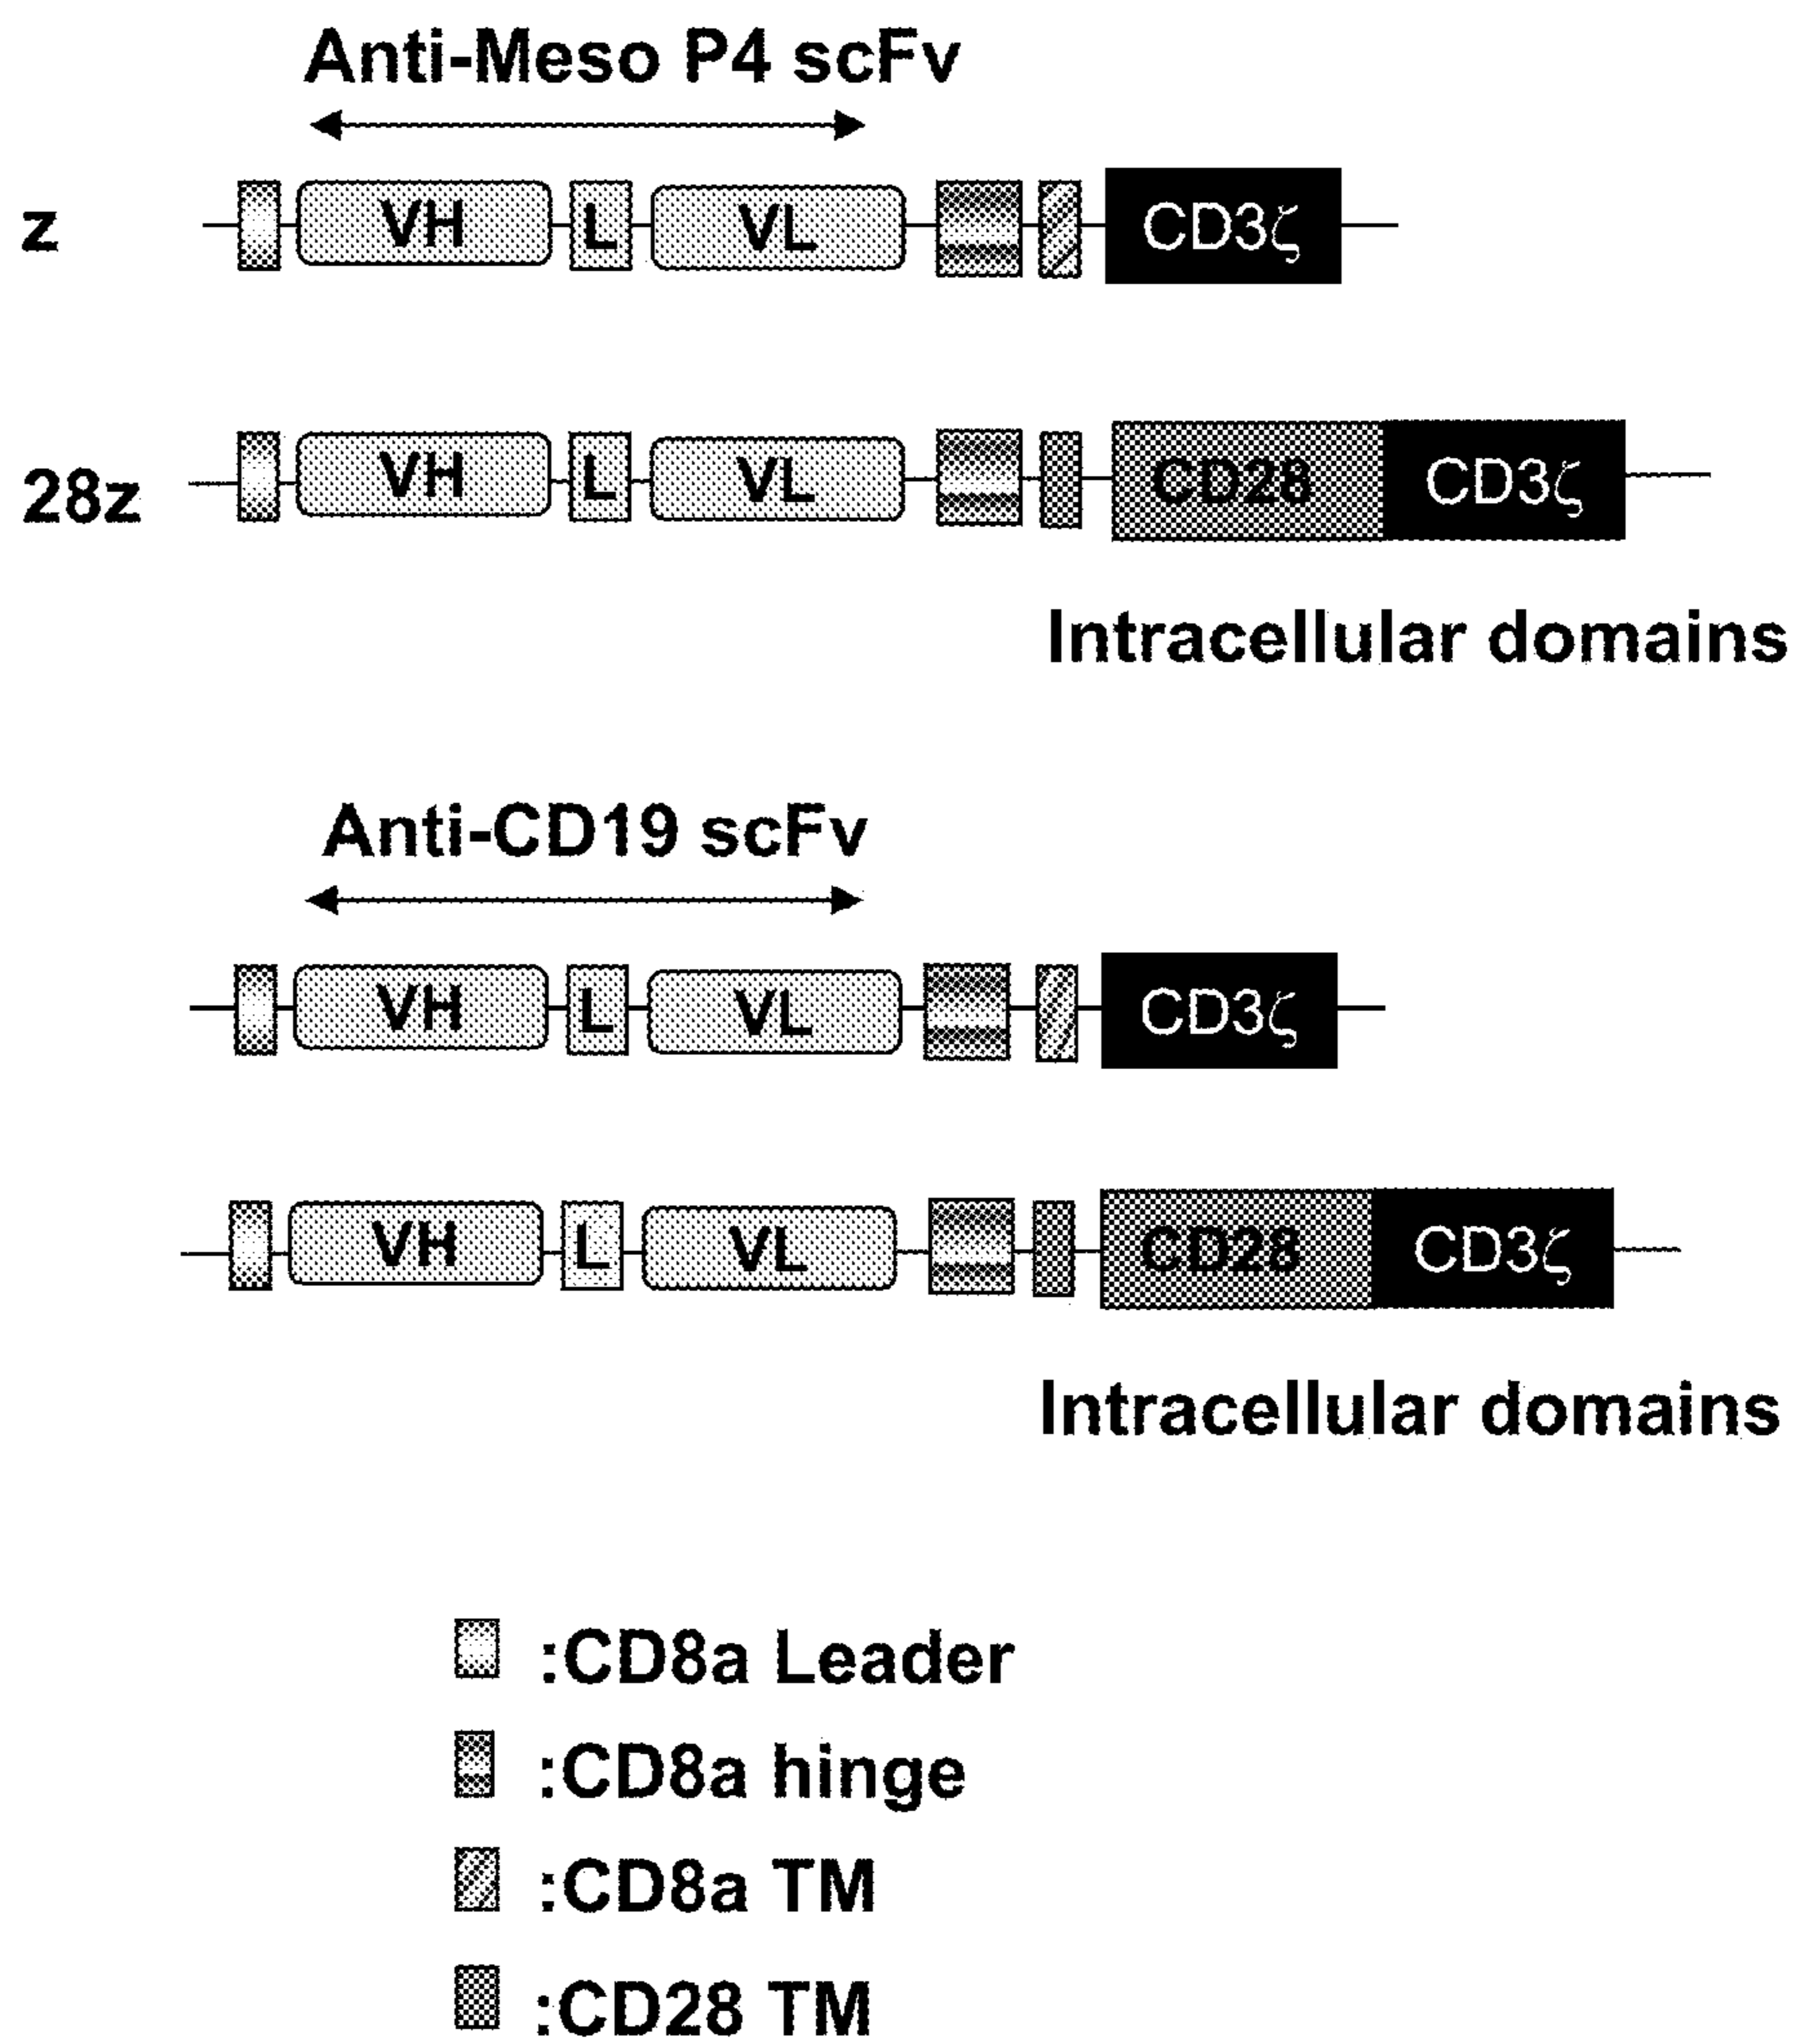 Anti-Meso P4 scFv
z VH L VL CD3ζ
28z VH L VL CD28 CD3ζ
Intracellular domains
Anti-CD19 scFv
VH L VL CD3ζ
VH L VL CD28 CD3ζ
Intracellular domains
:CD8a Leader
:CD8a hinge
:CD8a TM
:CD28 TM